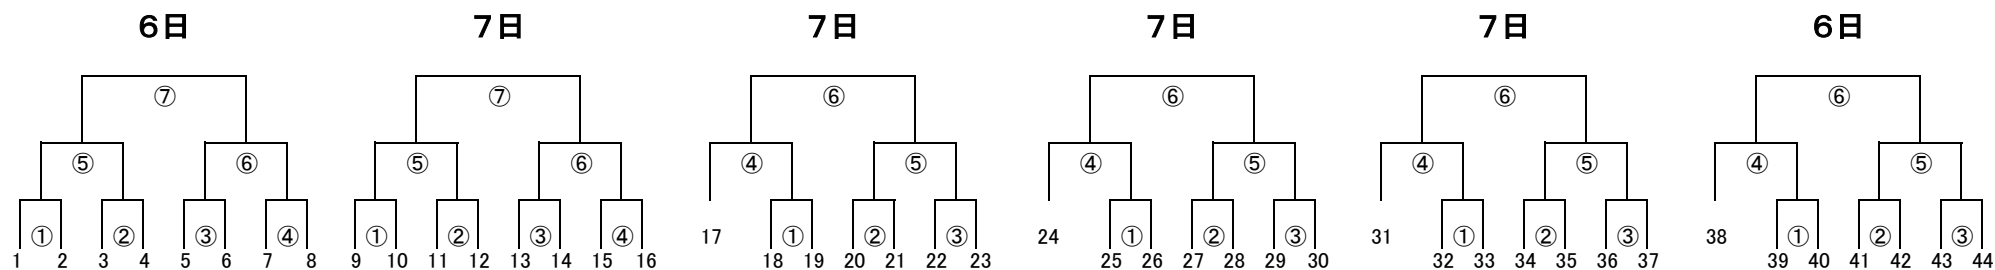 ６日 ７日 ７日 ７日 ７日 ６日
⑦ ⑦ ⑥ ⑥ ⑥ ⑥
⑤ ⑥ ⑤ ⑥ ④ ⑤ ④ ⑤ ④ ⑤ ④ ⑤
① ② ③ ④ ① ② ③ ④ 17 ① ② ③ 24 ① ② ③ 31 ① ② ③ 38 ① ② ③
1 2 3 4 5 6 7 8 9 10 11 12 13 14 15 16 18 19 20 21 22 23 25 26 27 28 29 30 32 33 34 35 36 37 39 40 41 42 43 44